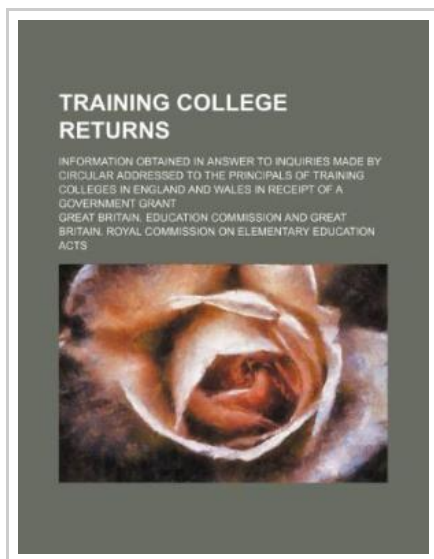 TRAINING COLLEGE
RETURNS
INFORMATION OBTAINED IN ANSWER TO INQUIRIES MADE BY
CIRCULAR ADDRESSED TO THE PRINCIPALS OF TRAINING
COLLEGES IN ENGLAND AND WALES IN RECEIPT OF A
GOVERNMENT GRANT
GREAT BRITAIN. EDUCATION COMMISSION AND GREAT
BRITAIN. ROYAL COMMISSION ON ELEMENTARY EDUCATION
ACTS